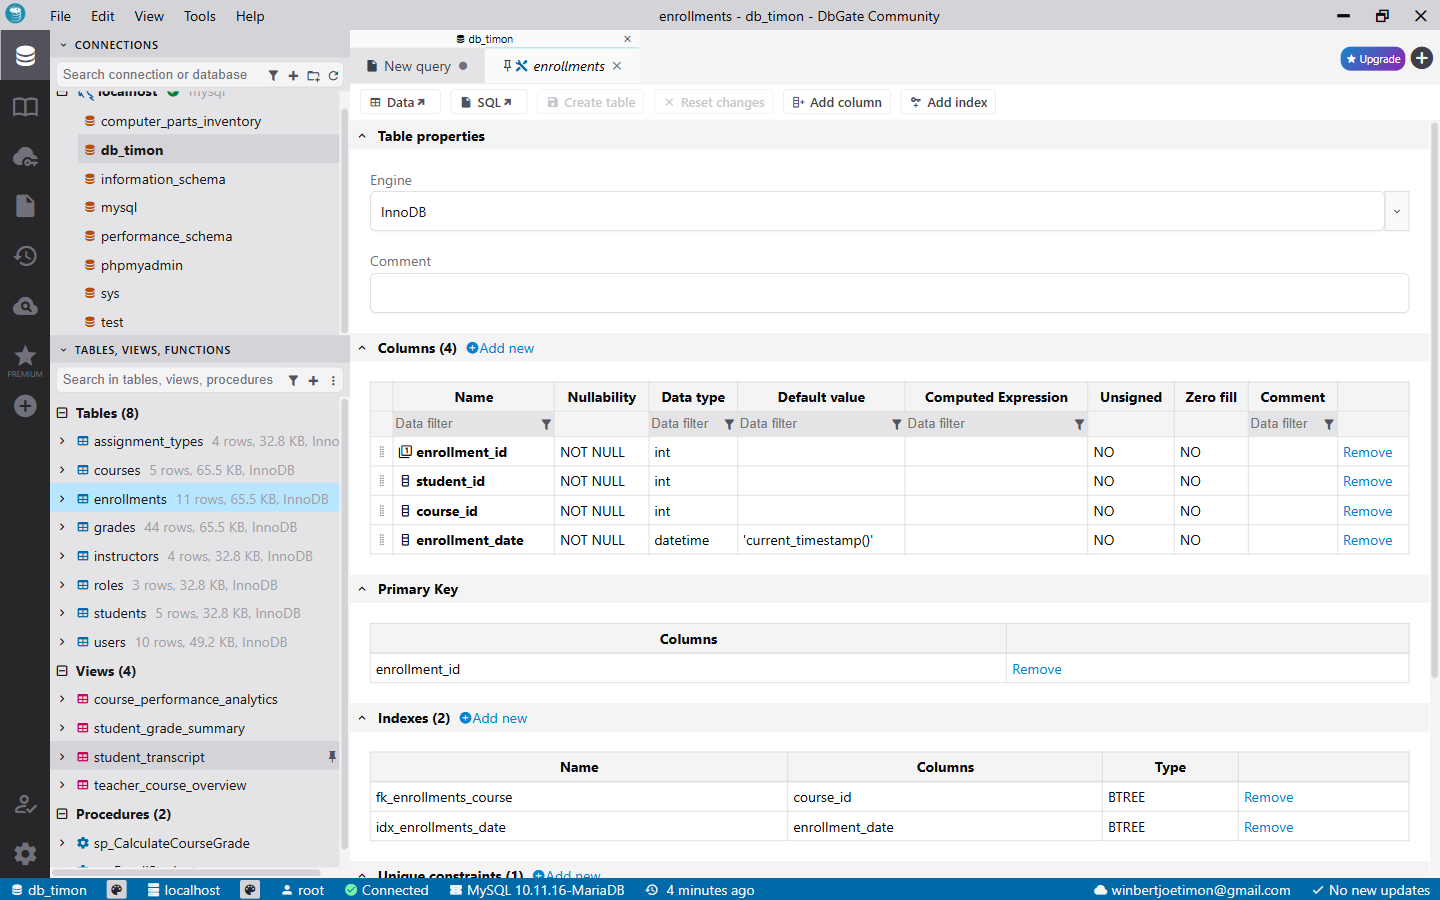 File Edit View Tools Help
enrollments - db_timon - DbGate Community
CONNECTIONS
Search connection or database
localhost mysql
computer_parts_inventory
db_timon
information_schema
mysql
performance_schema
phpmyadmin
sys
test
TABLES, VIEWS, FUNCTIONS
Search in tables, views, procedures
Tables (8)
assignment_types 4 rows, 32.8 KB, Inno
courses 5 rows, 65.5 KB, InnoDB
enrollments 11 rows, 65.5 KB, InnoDB
grades 44 rows, 65.5 KB, InnoDB
instructors 4 rows, 32.8 KB, InnoDB
roles 3 rows, 32.8 KB, InnoDB
students 5 rows, 32.8 KB, InnoDB
users 10 rows, 49.2 KB, InnoDB
Views (4)
course_performance_analytics
student_grade_summary
student_transcript
teacher_course_overview
Procedures (2)
sp_CalculateCourseGrade
PREMIUM
db_timon
New query
enrollments
Upgrade
Data SQL Create table Reset changes Add column Add index
Table properties
Engine
InnoDB
Comment
Columns (4) Add new
Name Nullability Data type Default value Computed Expression Unsigned Zero fill Comment
Data filter Data filter Data filter Data filter Data filter
enrollment_id NOT NULL int NO NO Remove
student_id NOT NULL int NO NO Remove
course_id NOT NULL int NO NO Remove
enrollment_date NOT NULL datetime 'current_timestamp()' NO NO Remove
Primary Key
Columns
enrollment_id Remove
Indexes (2) Add new
Name Columns Type
fk_enrollments_course course_id BTREE Remove
idx_enrollments_date enrollment_date BTREE Remove
Unique constraints (1) Add new
db_timon localhost root Connected MySQL 10.11.16-MariaDB 4 minutes ago winbertjoetimon@gmail.com No new updates